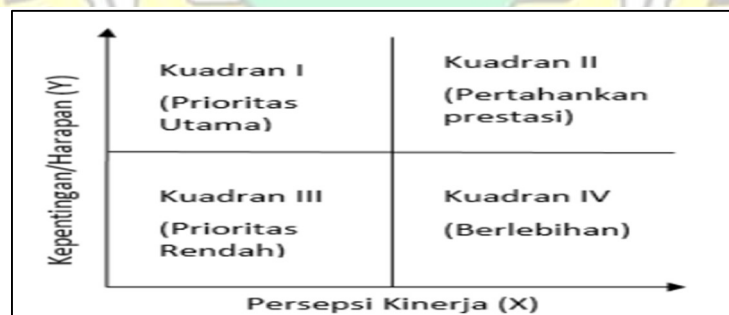 Kepentingan/Harapan (Y)
Kuadran I
(Prioritas
Utama)
Kuadran II
(Pertahankan
prestasi)
Kuadran III
(Prioritas
Rendah)
Kuadran IV
(Berlebihan)
Persepsi Kinerja (X)